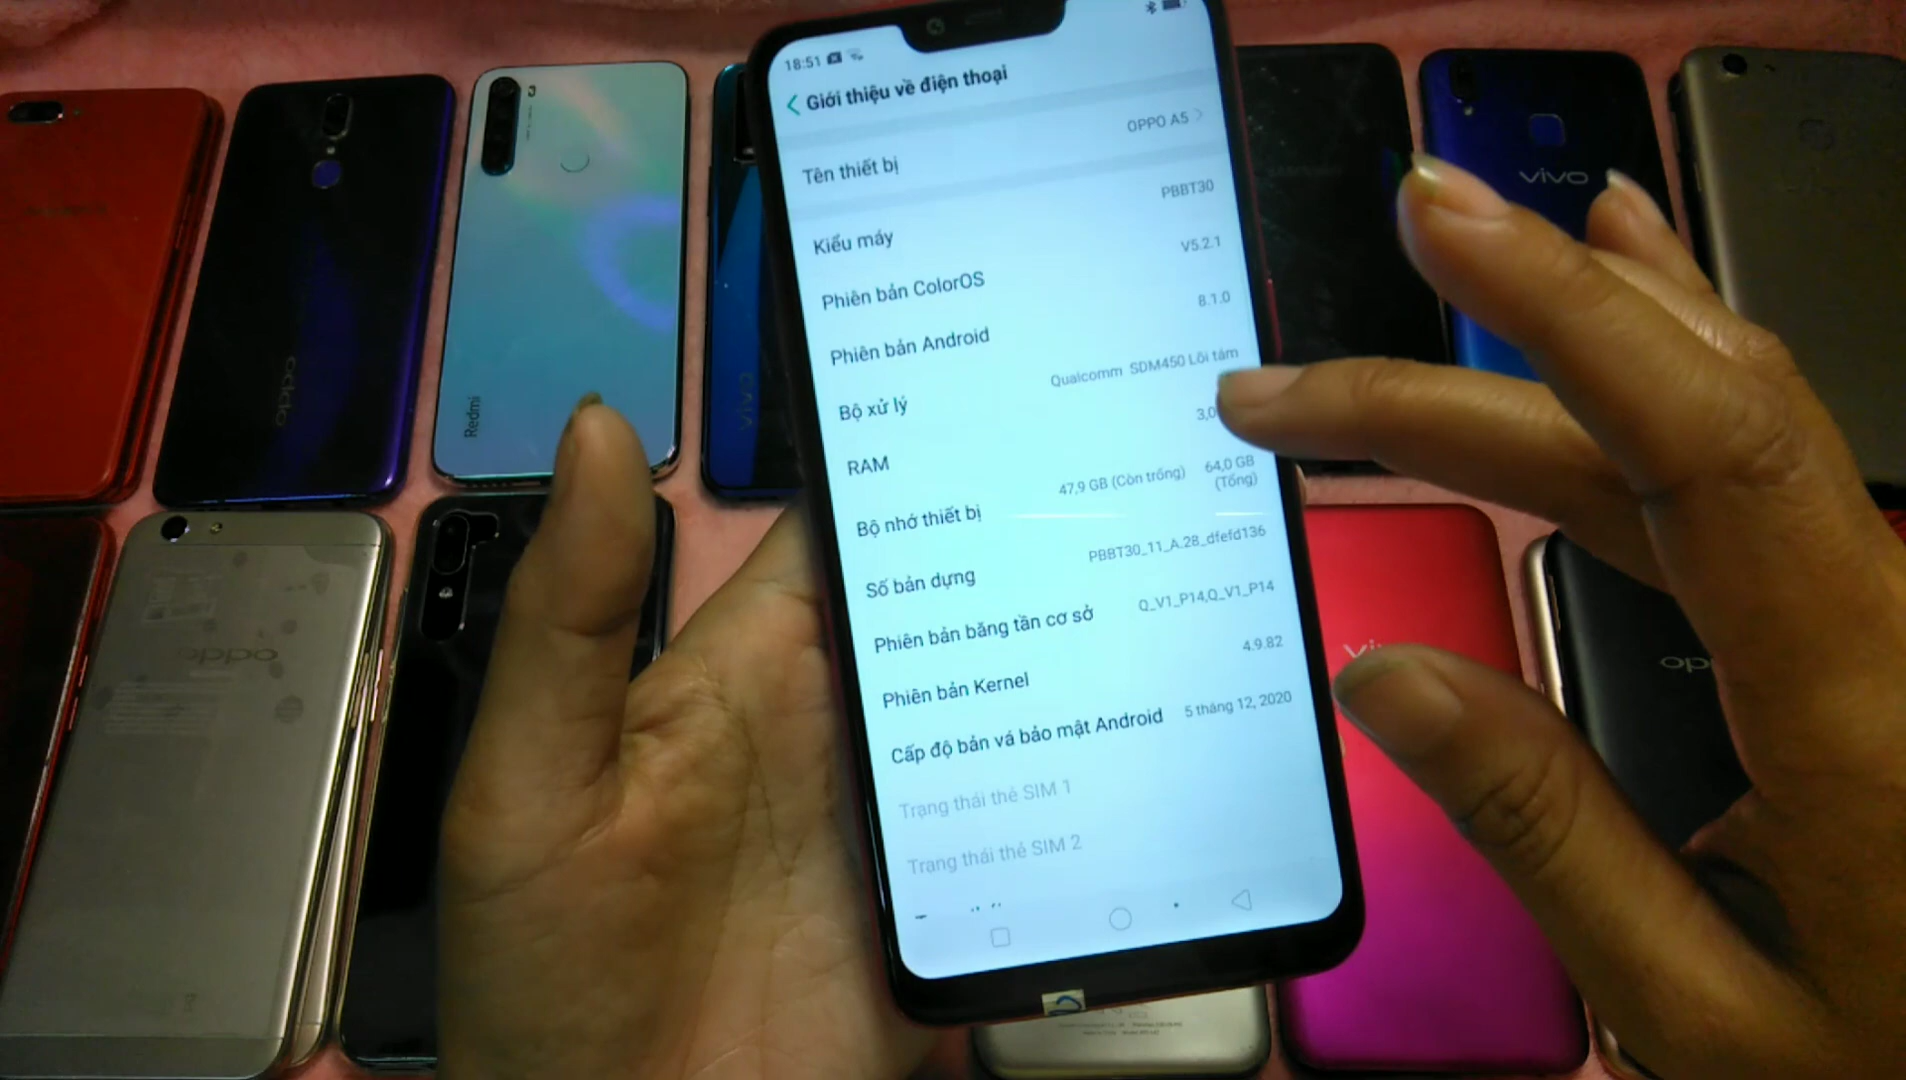 18:51
Giới thiệu về điện thoại
Tên thiết bị
OPPO A5
Kiểu máy
PBBT30
Phiên bản ColorOS
V5.2.1
Phiên bản Android
8.1.0
Bộ xử lý
Qualcomm SDM450 Lõi tám
RAM
3,0
Bộ nhớ thiết bị
47,9 GB (Còn trống)
64,0 GB
(Tổng)
Số bản dựng
PBBT30_11_A.28_dfefd136
Phiên bản băng tần cơ sở
Q_V1_P14,Q_V1_P14
Phiên bản Kernel
4.9.82
Cấp độ bản vá bảo mật Android
5 tháng 12, 2020
Trạng thái thẻ SIM 1
Trạng thái thẻ SIM 2
oppo
Redmi
vivo
vivo
oppo